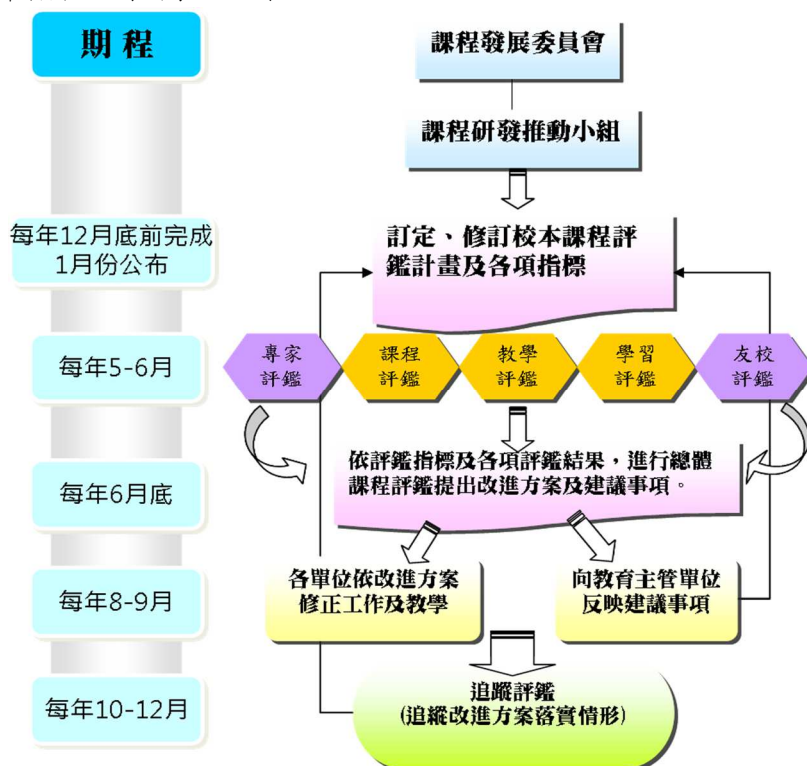 期程
課程發展委員會
課程研發推動小組
每年12月底前完成
1月份公布
訂定、修訂校本課程評
鑑計畫及各項指標
每年5-6月
專家
評鑑
課程
評鑑
教學
評鑑
學習
評鑑
友校
評鑑
每年6月底
依評鑑指標及各項評鑑結果，進行總體
課程評鑑提出改進方案及建議事項。
每年8-9月
各單位依改進方案
修正工作及教學
向教育主管單位
反映建議事項
每年10-12月
追蹤評鑑
(追縱改進方案落實情形)